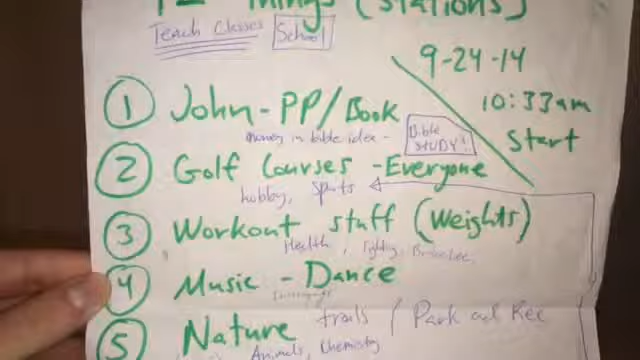 Things (Stations)
Teach Classes School
9-24-14
10:33am
Start
① John - PP/Book
money in bible idea - Bible STUDY!
② Golf Courses - Everyone
hobby, sports
③ Workout stuff (Weights)
Health,
④ Music - Dance
⑤ Nature trails / Park and Rec
Animals, Chemistry